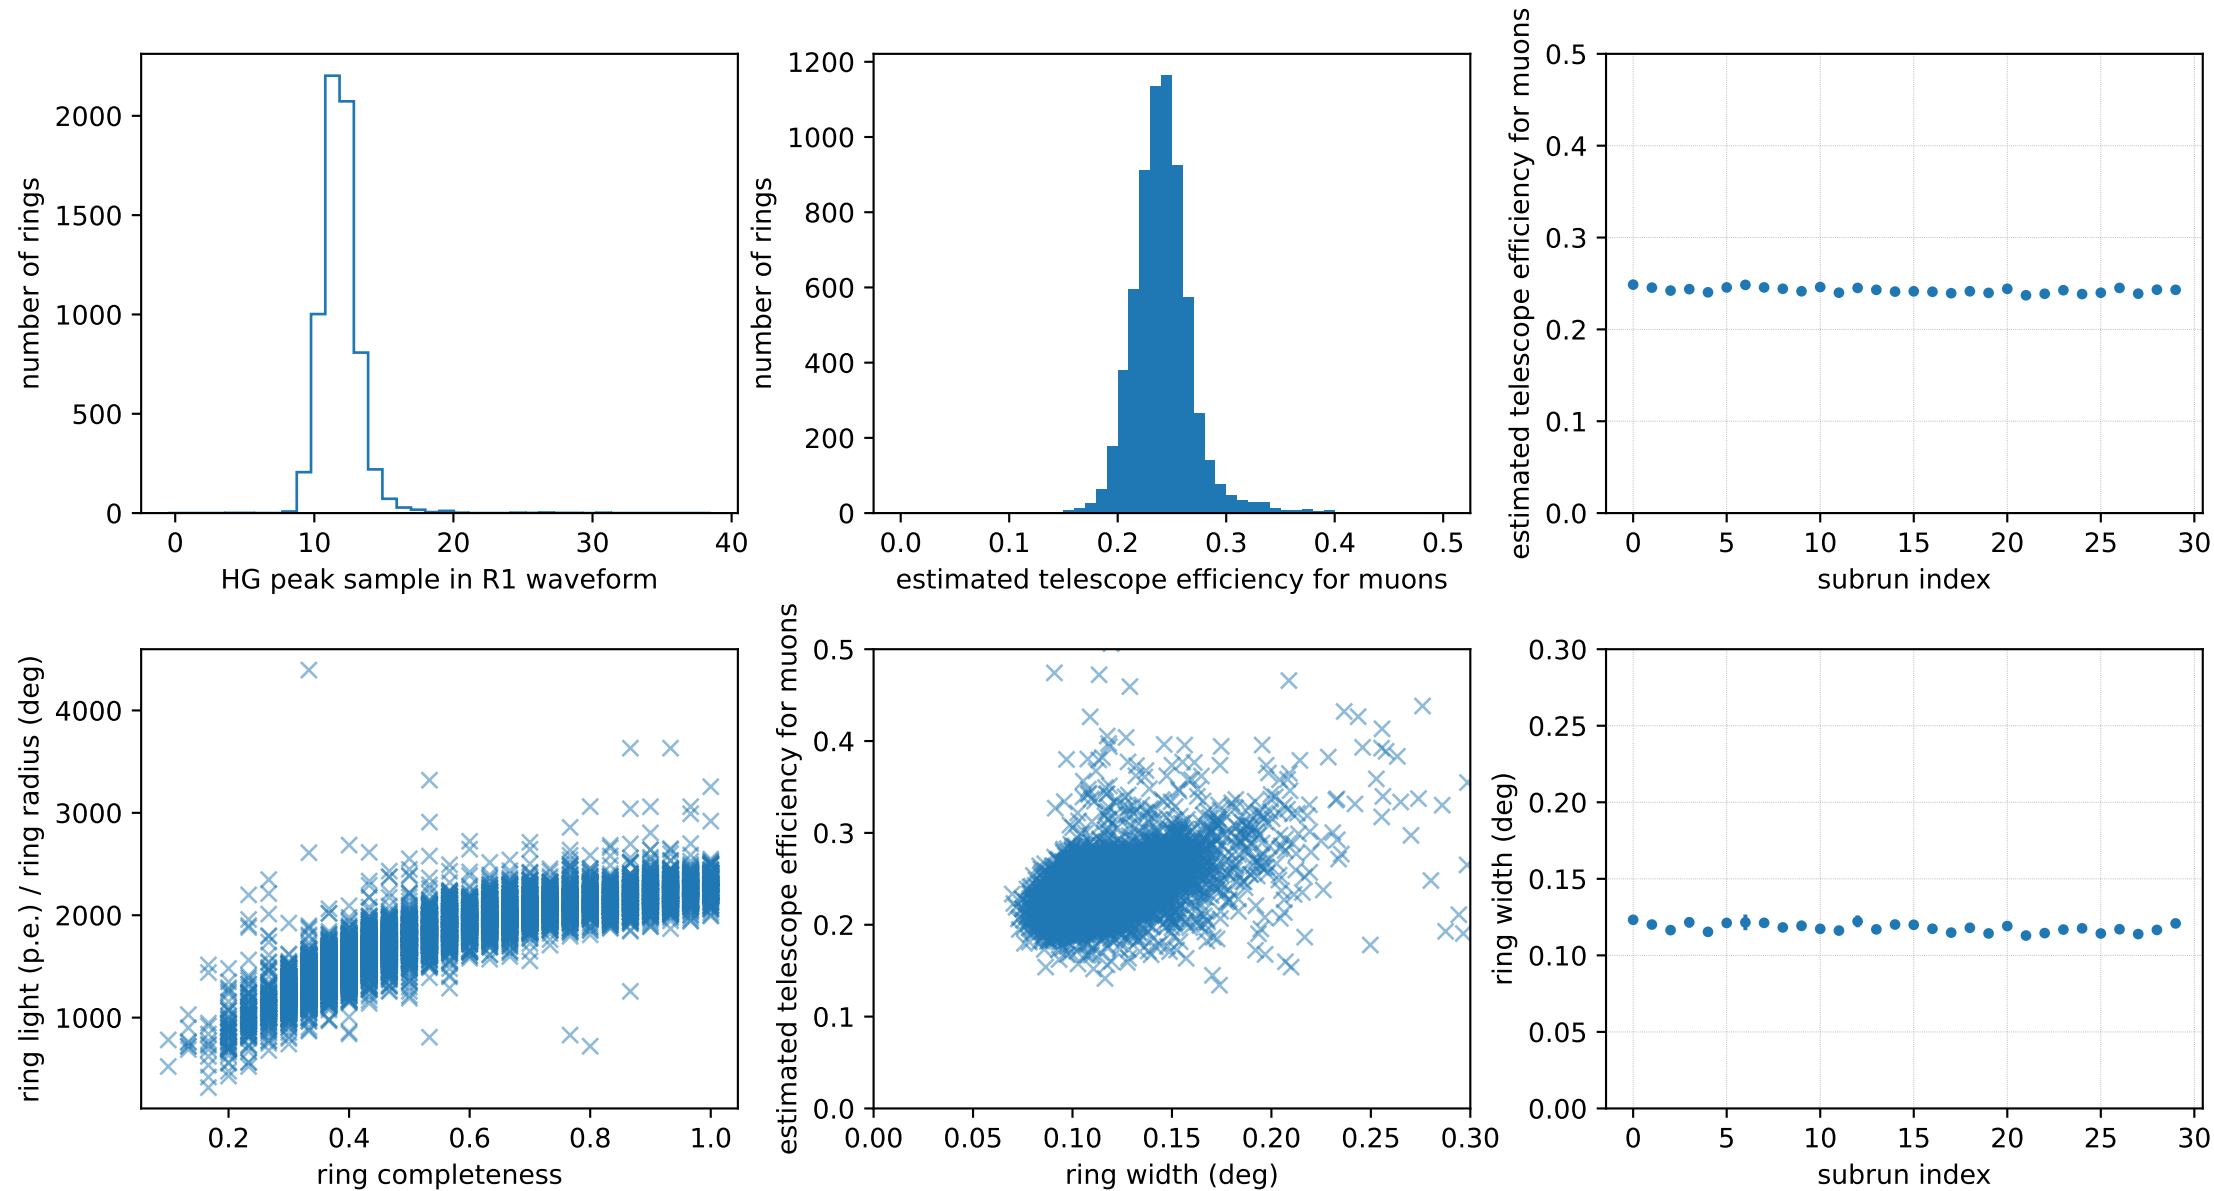 number of rings
2000
1500
1000
500
0
0 10 20 30 40
HG peak sample in R1 waveform
number of rings
1200
1000
800
600
400
200
0
0.0 0.1 0.2 0.3 0.4 0.5
estimated telescope efficiency for muons
estimated telescope efficiency for muons
0.5
0.4
0.3
0.2
0.1
0.0
0 5 10 15 20 25 30
subrun index
ring light (p.e.) / ring radius (deg)
4000
3000
2000
1000
0.2 0.4 0.6 0.8 1.0
ring completeness
estimated telescope efficiency for muons
0.5
0.4
0.3
0.2
0.1
0.0
0.00 0.05 0.10 0.15 0.20 0.25 0.30
ring width (deg)
ring width (deg)
0.30
0.25
0.20
0.15
0.10
0.05
0.00
0 5 10 15 20 25 30
subrun index